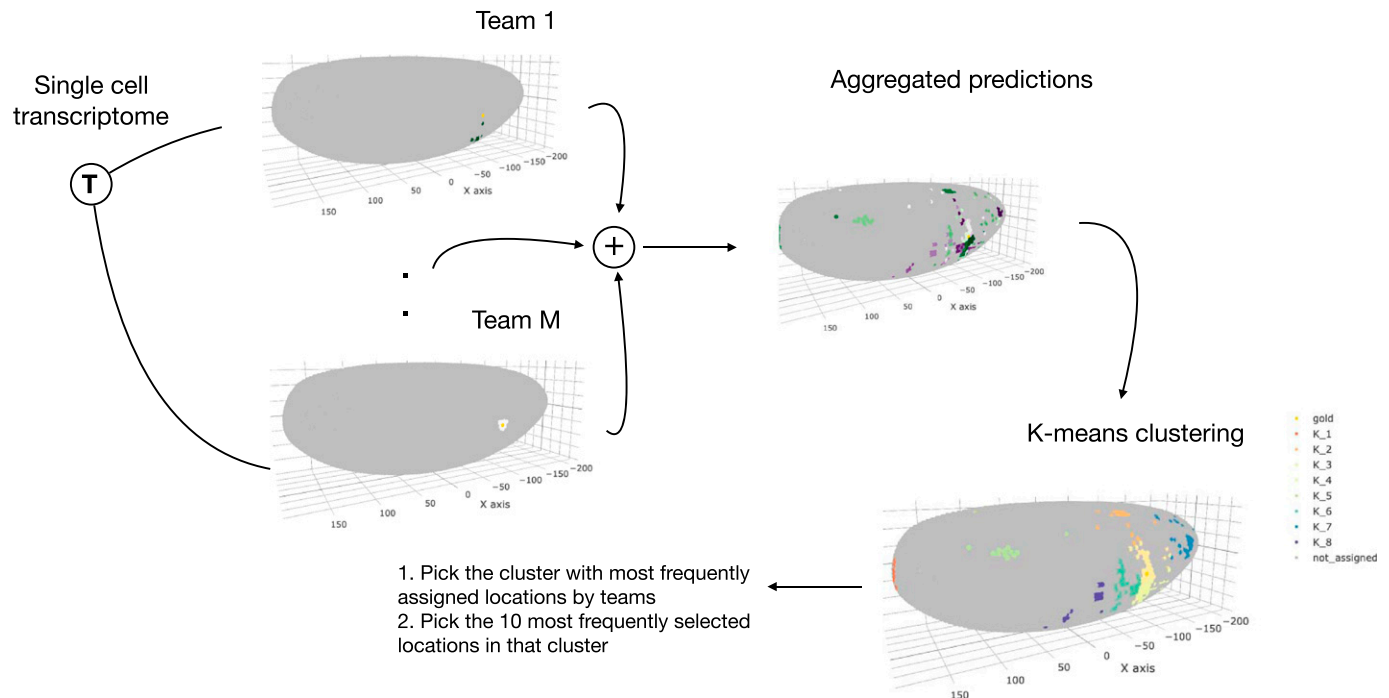 Team 1
Single cell
transcriptome
T
150
100
50
0
−50
−100
−150
−200
X axis
+
Team M
150
100
50
0
−50
−100
−150
−200
X axis
Aggregated predictions
150
100
50
0
−50
−100
−150
−200
X axis
K-means clustering
gold
K_1
K_2
K_3
K_4
K_5
K_6
K_7
K_8
not_assigned
150
100
50
0
−50
−100
−150
−200
X axis
1. Pick the cluster with most frequently
assigned locations by teams
2. Pick the 10 most frequently selected
locations in that cluster